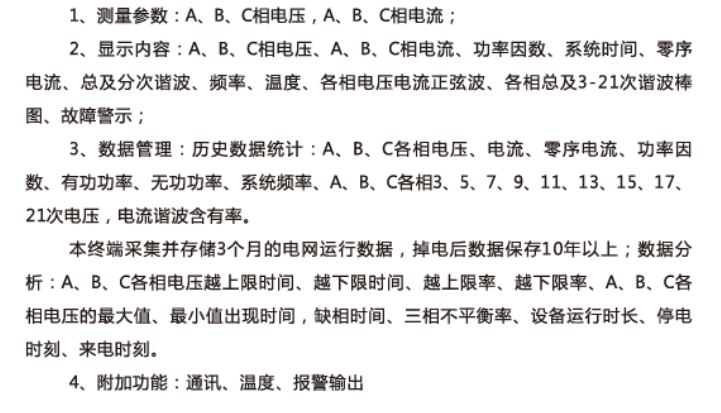 1、测量参数：A、B、C相电压，A、B、C相电流；
2、显示内容：A、B、C相电压、A、B、C相电流、功率因数、系统时间、零序
电流、总及分次谐波、频率、温度、各相电压电流正弦波、各相总及3-21次谐波棒
图、故障警示；
3、数据管理：历史数据统计：A、B、C各相电压、电流、零序电流、功率因
数、有功功率、无功功率、系统频率、A、B、C各相3、5、7、9、11、13、15、17、
21次电压，电流谐波含有率。
本终端采集并存储3个月的电网运行数据，掉电后数据保存10年以上；数据分
析：A、B、C各相电压越上限时间、越下限时间、越上限率、越下限率、A、B、C各
相电压的最大值、最小值出现时间，缺相时间、三相不平衡率、设备运行时长、停电
时刻、来电时刻。
4、附加功能：通讯、温度、报警输出